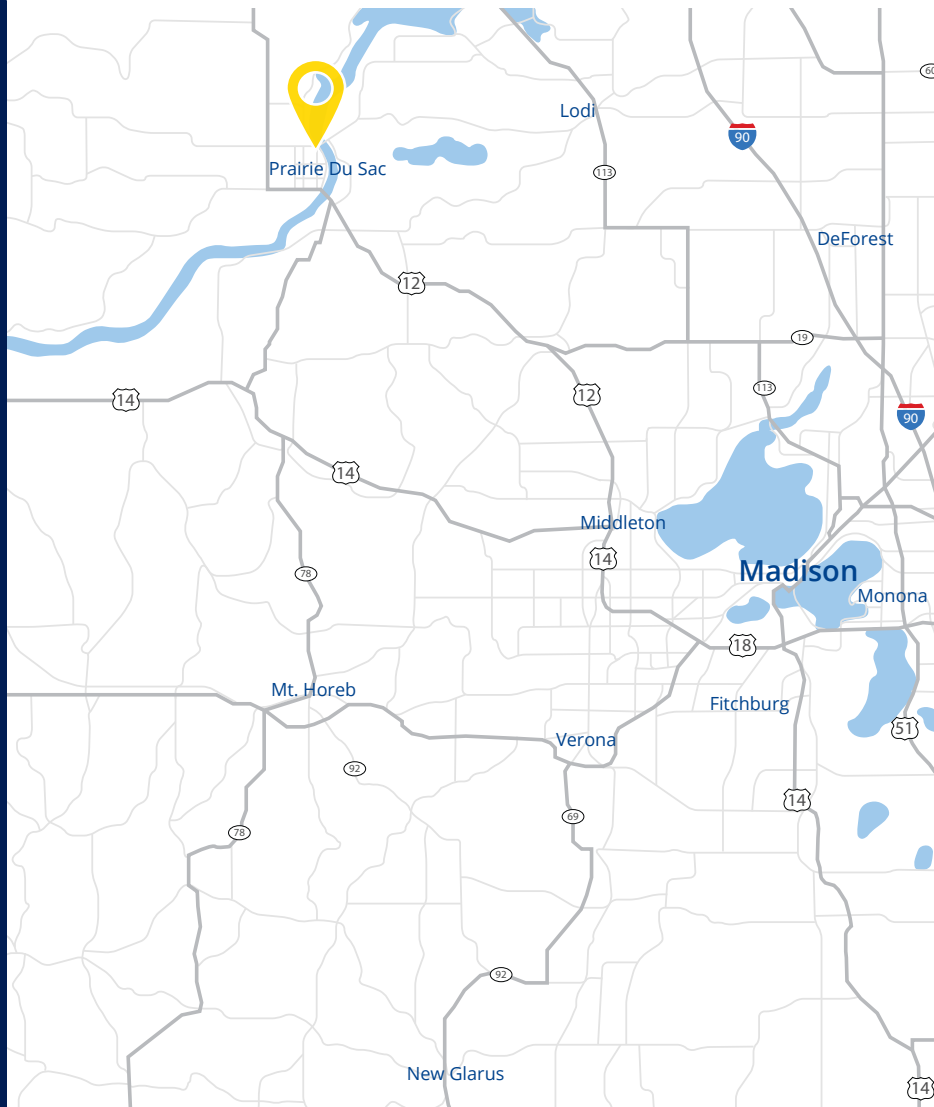 60
Lodi
90
Prairie Du Sac
113
DeForest
12
19
14
12
113
90
14
Middleton
14
Madison
78
Monona
18
Mt. Horeb
Fitchburg
51
Verona
92
14
69
78
92
New Glarus
14